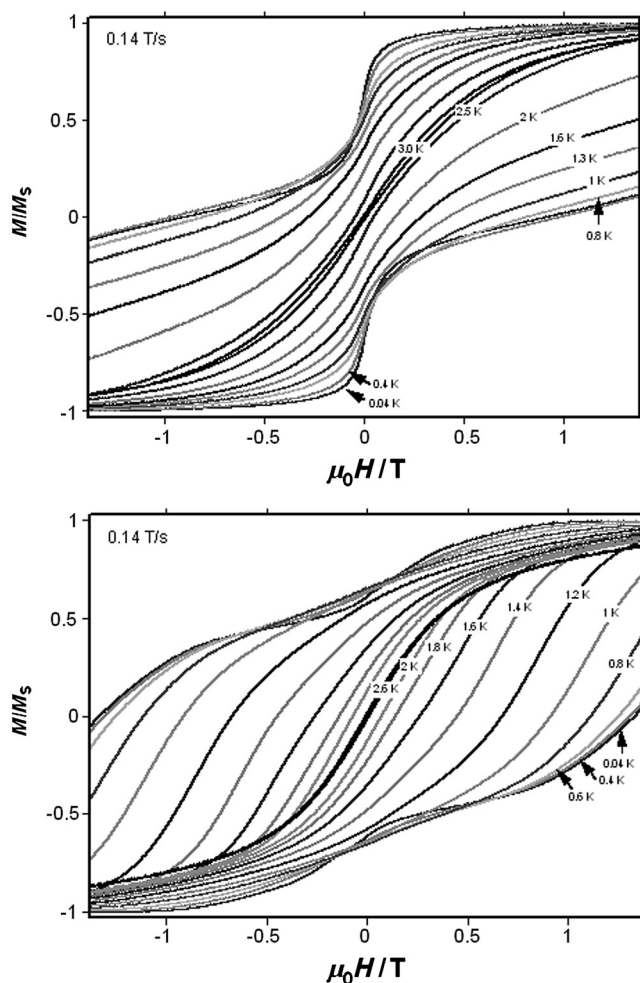 0.14 T/s
1
0.5
0
-0.5
-1
M/Ms
3.0 K
2.5 K
2 K
1.6 K
1.3 K
1 K
0.8 K
0.4 K
0.04 K
-1
-0.5
0
0.5
1
μ0H / T
0.14 T/s
1
0.5
0
-0.5
-1
M/Ms
2.6 K
2 K
1.8 K
1.6 K
1.4 K
1.2 K
1 K
0.8 K
0.04 K
0.4 K
0.6 K
-1
-0.5
0
0.5
1
μ0H / T